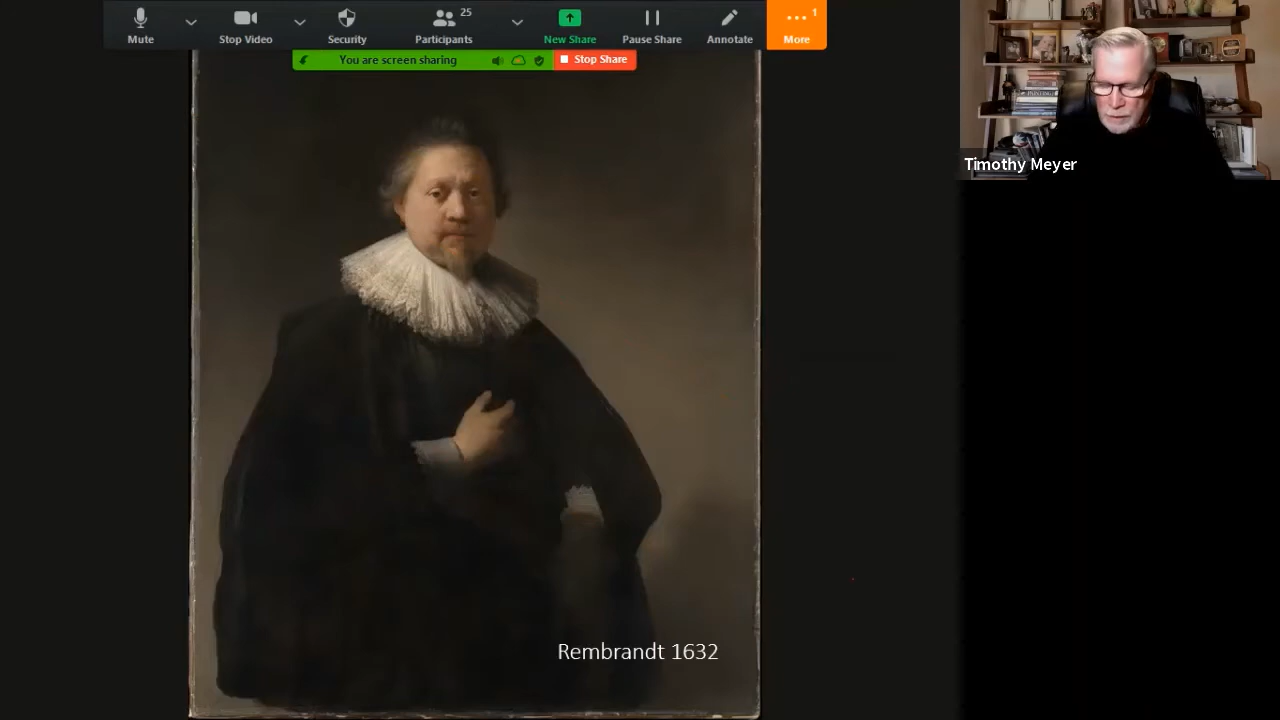 25
1
Mute
Stop Video
Security
Participants
New Share
Pause Share
Annotate
More
You are screen sharing
Stop Share
Timothy Meyer
Rembrandt 1632